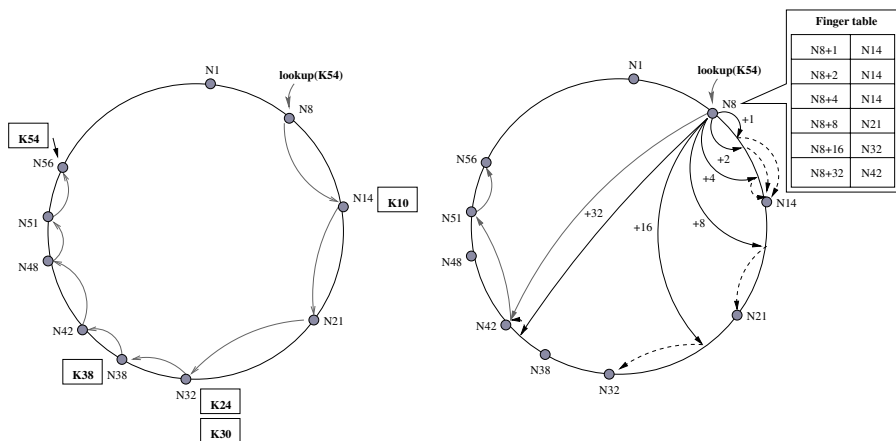 N1
lookup(K54)
N8
K54
N56
N14
K10
N51
N48
N21
N42
K38
N38
N32
K24
K30
Finger table
N8+1 N14
N8+2 N14
N8+4 N14
N8+8 N21
N8+16 N32
N8+32 N42
N1
lookup(K54)
N8
+1
+2
+4
N56
N14
N51
+32
+16
+8
N48
N21
N42
N38
N32